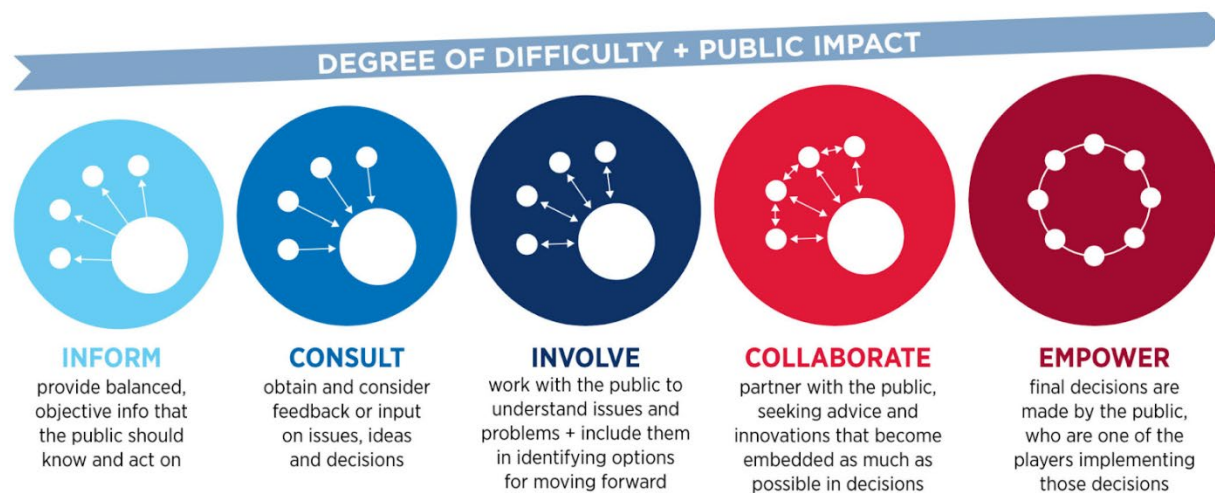 DEGREE OF DIFFICULTY + PUBLIC IMPACT
INFORM
provide balanced,
objective info that
the public should
know and act on
CONSULT
obtain and consider
feedback or input
on issues, ideas
and decisions
INVOLVE
work with the public to
understand issues and
problems + include them
in identifying options
for moving forward
COLLABORATE
partner with the public,
seeking advice and
innovations that become
embedded as much as
possible in decisions
EMPOWER
final decisions are
made by the public,
who are one of the
players implementing
those decisions